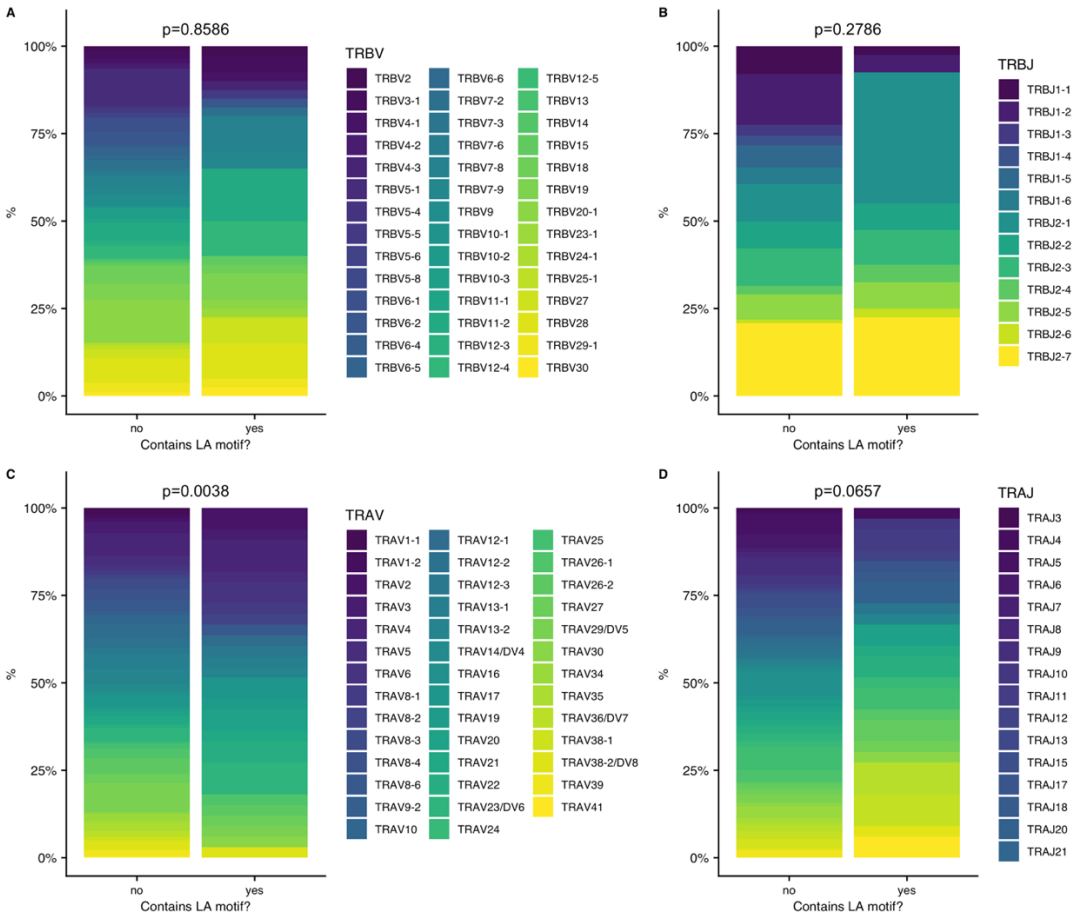 A
p=0.8586
100%
75%
50%
25%
0%
%
no
yes
Contains LA motif?
TRBV
TRBV2
TRBV3-1
TRBV4-1
TRBV4-2
TRBV4-3
TRBV5-1
TRBV5-4
TRBV5-5
TRBV5-6
TRBV5-8
TRBV6-1
TRBV6-2
TRBV6-4
TRBV6-5
TRBV6-6
TRBV7-2
TRBV7-3
TRBV7-6
TRBV7-8
TRBV7-9
TRBV9
TRBV10-1
TRBV10-2
TRBV10-3
TRBV11-1
TRBV11-2
TRBV12-3
TRBV12-4
TRBV12-5
TRBV13
TRBV14
TRBV15
TRBV18
TRBV19
TRBV20-1
TRBV23-1
TRBV24-1
TRBV25-1
TRBV27
TRBV28
TRBV29-1
TRBV30
B
p=0.2786
100%
75%
50%
25%
0%
%
no
yes
Contains LA motif?
TRBJ
TRBJ1-1
TRBJ1-2
TRBJ1-3
TRBJ1-4
TRBJ1-5
TRBJ1-6
TRBJ2-1
TRBJ2-2
TRBJ2-3
TRBJ2-4
TRBJ2-5
TRBJ2-6
TRBJ2-7
C
p=0.0038
100%
75%
50%
25%
0%
%
no
yes
Contains LA motif?
TRAV
TRAV1-1
TRAV1-2
TRAV2
TRAV3
TRAV4
TRAV5
TRAV6
TRAV8-1
TRAV8-2
TRAV8-3
TRAV8-4
TRAV8-6
TRAV9-2
TRAV10
TRAV12-1
TRAV12-2
TRAV12-3
TRAV13-1
TRAV13-2
TRAV14/DV4
TRAV16
TRAV17
TRAV19
TRAV20
TRAV21
TRAV22
TRAV23/DV6
TRAV24
TRAV25
TRAV26-1
TRAV26-2
TRAV27
TRAV29/DV5
TRAV30
TRAV34
TRAV35
TRAV36/DV7
TRAV38-1
TRAV38-2/DV8
TRAV39
TRAV41
D
p=0.0657
100%
75%
50%
25%
0%
%
no
yes
Contains LA motif?
TRAJ
TRAJ3
TRAJ4
TRAJ5
TRAJ6
TRAJ7
TRAJ8
TRAJ9
TRAJ10
TRAJ11
TRAJ12
TRAJ13
TRAJ15
TRAJ17
TRAJ18
TRAJ20
TRAJ21